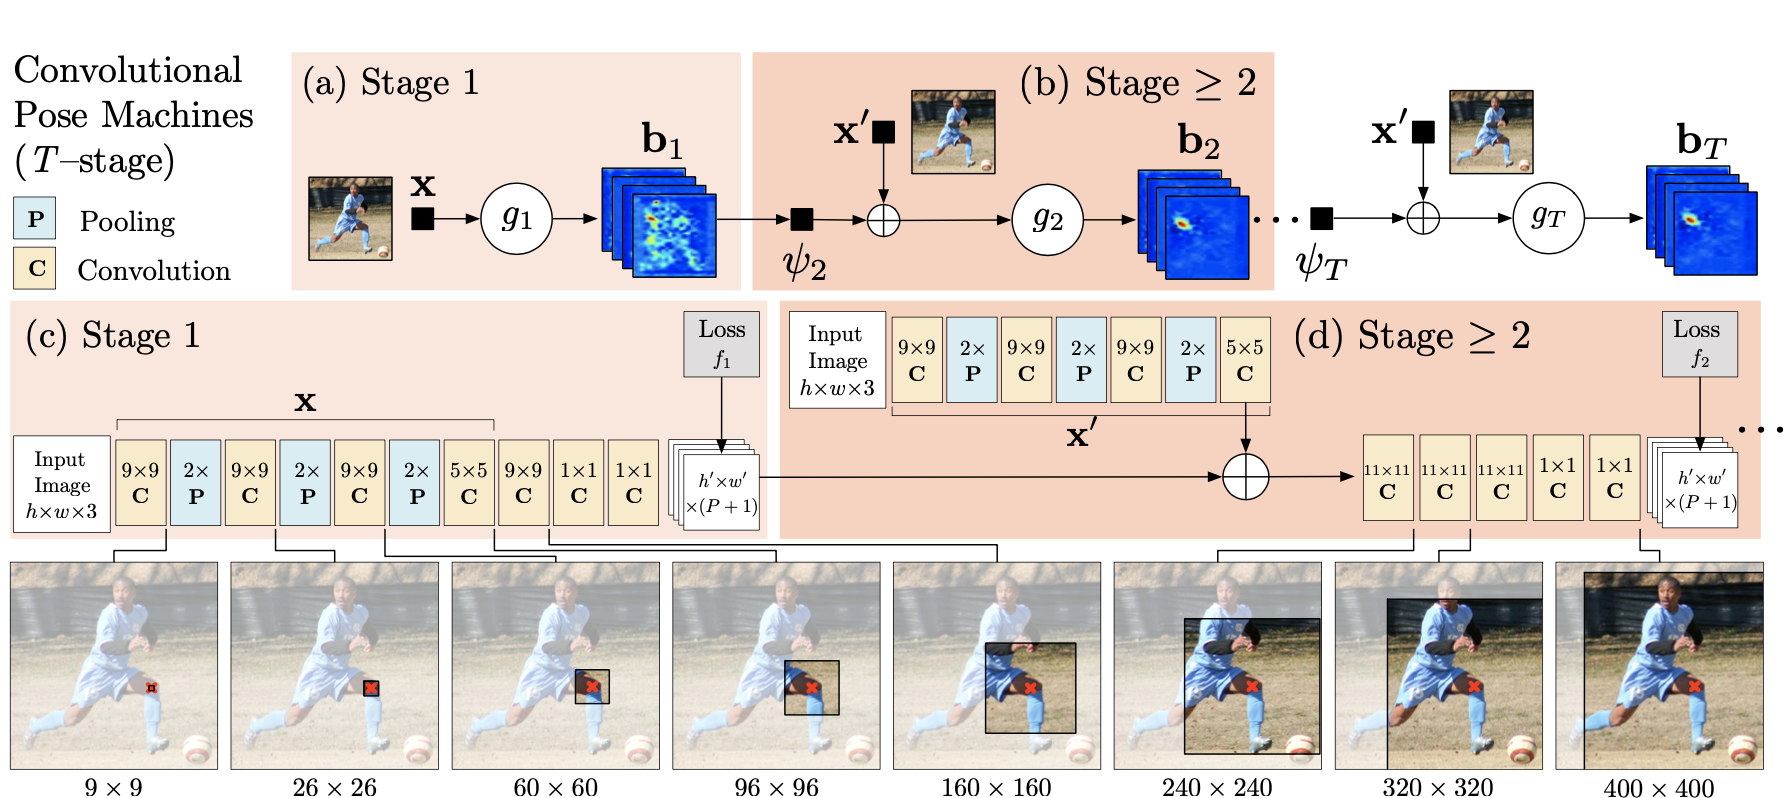 Convolutional
Pose Machines
(T–stage)
P Pooling
C Convolution
(a) Stage 1
x
g₁
b₁
(b) Stage ≥ 2
x′
ψ₂
g₂
b₂
· · ·
x′
ψ_T
g_T
b_T
(c) Stage 1
Loss
f₁
x
Input
Image
h×w×3
9×9
C
2×
P
9×9
C
2×
P
9×9
C
2×
P
5×5
C
9×9
C
1×1
C
1×1
C
h′×w′
×(P + 1)
(d) Stage ≥ 2
Input
Image
h×w×3
9×9
C
2×
P
9×9
C
2×
P
9×9
C
2×
P
5×5
C
x′
Loss
f₂
11×11
C
11×11
C
11×11
C
1×1
C
1×1
C
h′×w′
×(P + 1)
· · ·
9 × 9
26 × 26
60 × 60
96 × 96
160 × 160
240 × 240
320 × 320
400 × 400